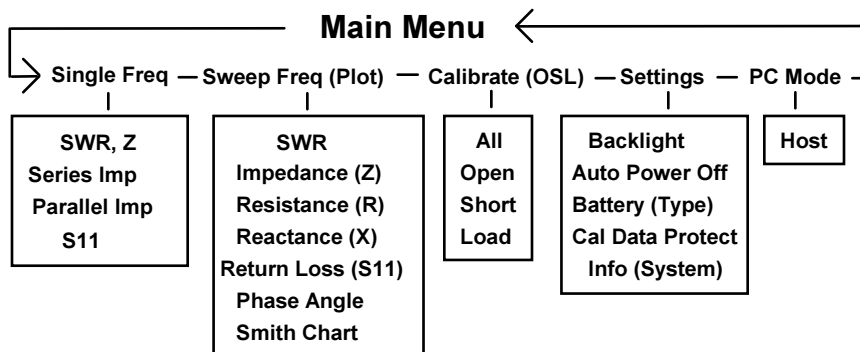 Main Menu
Single Freq Sweep Freq (Plot) Calibrate (OSL) Settings PC Mode
SWR, Z
Series Imp
Parallel Imp
S11
SWR
Impedance (Z)
Resistance (R)
Reactance (X)
Return Loss (S11)
Phase Angle
Smith Chart
All
Open
Short
Load
Backlight
Auto Power Off
Battery (Type)
Cal Data Protect
Info (System)
Host